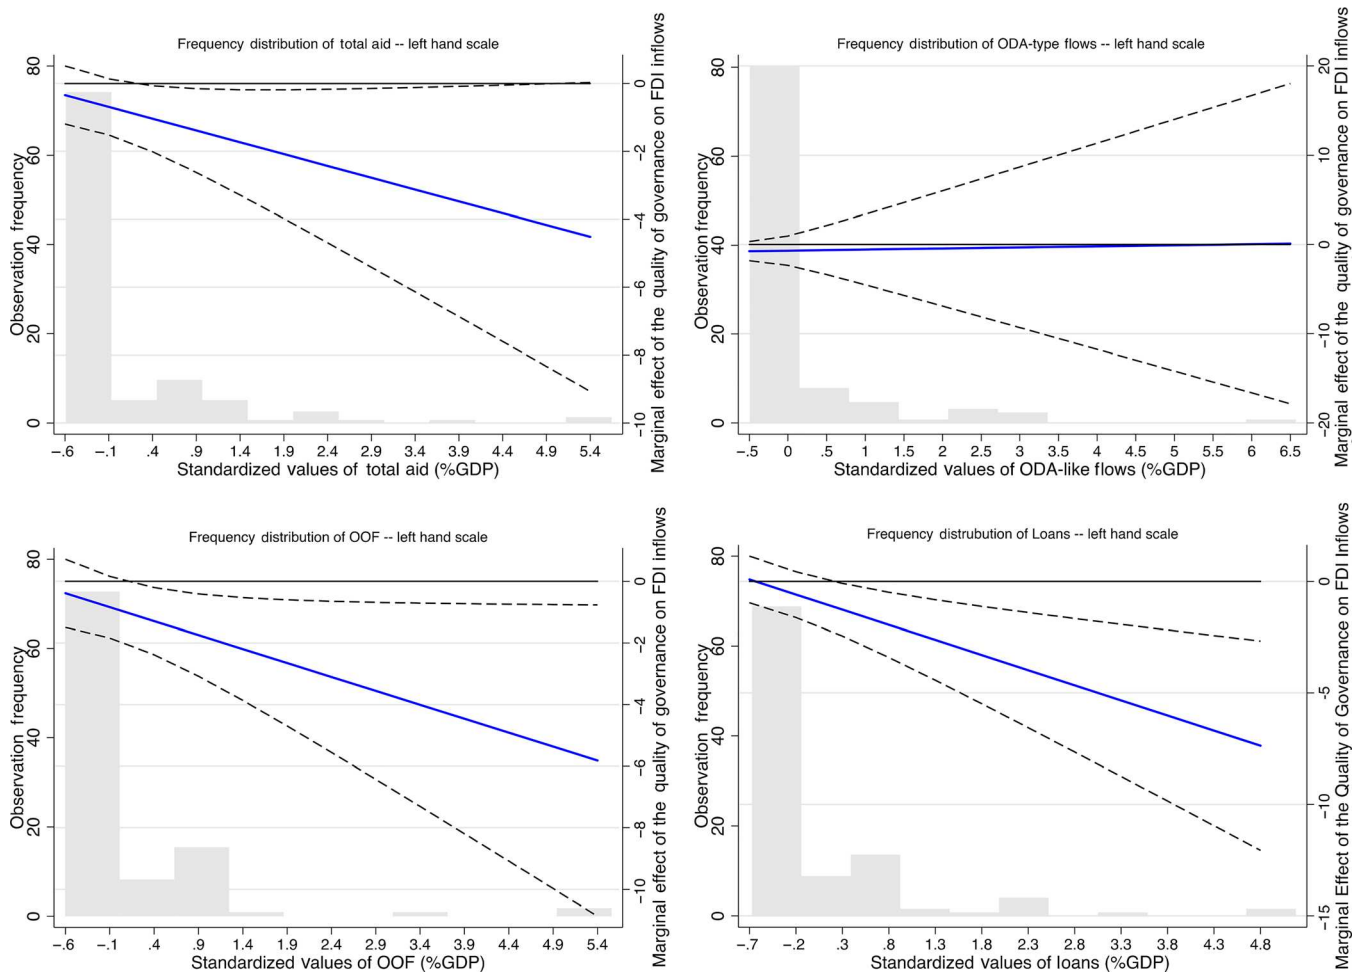 Frequency distribution of total aid -- left hand scale
Observation frequency
80
60
40
20
0
0
−2
−4
−6
−8
−10
Marginal effect of the quality of governance on FDI inflows
−.6 −.1 .4 .9 1.4 1.9 2.4 2.9 3.4 3.9 4.4 4.9 5.4
Standardized values of total aid (%GDP)
Frequency distribution of ODA-type flows -- left hand scale
Observation frequency
80
60
40
20
0
20
10
0
−10
−20
Marginal effect of the quality of governance on FDI inflows
−.5 0 .5 1 1.5 2 2.5 3 3.5 4 4.5 5 5.5 6 6.5
Standardized values of ODA-like flows (%GDP)
Frequency distribution of OOF -- left hand scale
Observation frequency
80
60
40
20
0
0
−2
−4
−6
−8
−10
Marginal effect of the quality of governance on FDI inflows
−.6 −.1 .4 .9 1.4 1.9 2.4 2.9 3.4 3.9 4.4 4.9 5.4
Standardized values of OOF (%GDP)
Frequency distrubution of Loans -- left hand scale
Observation frequency
80
60
40
20
0
0
−5
−10
−15
Marginal Effect of the Quality of Governance on FDI Inflows
−.7 −.2 .3 .8 1.3 1.8 2.3 2.8 3.3 3.8 4.3 4.8
Standardized values of loans (%GDP)